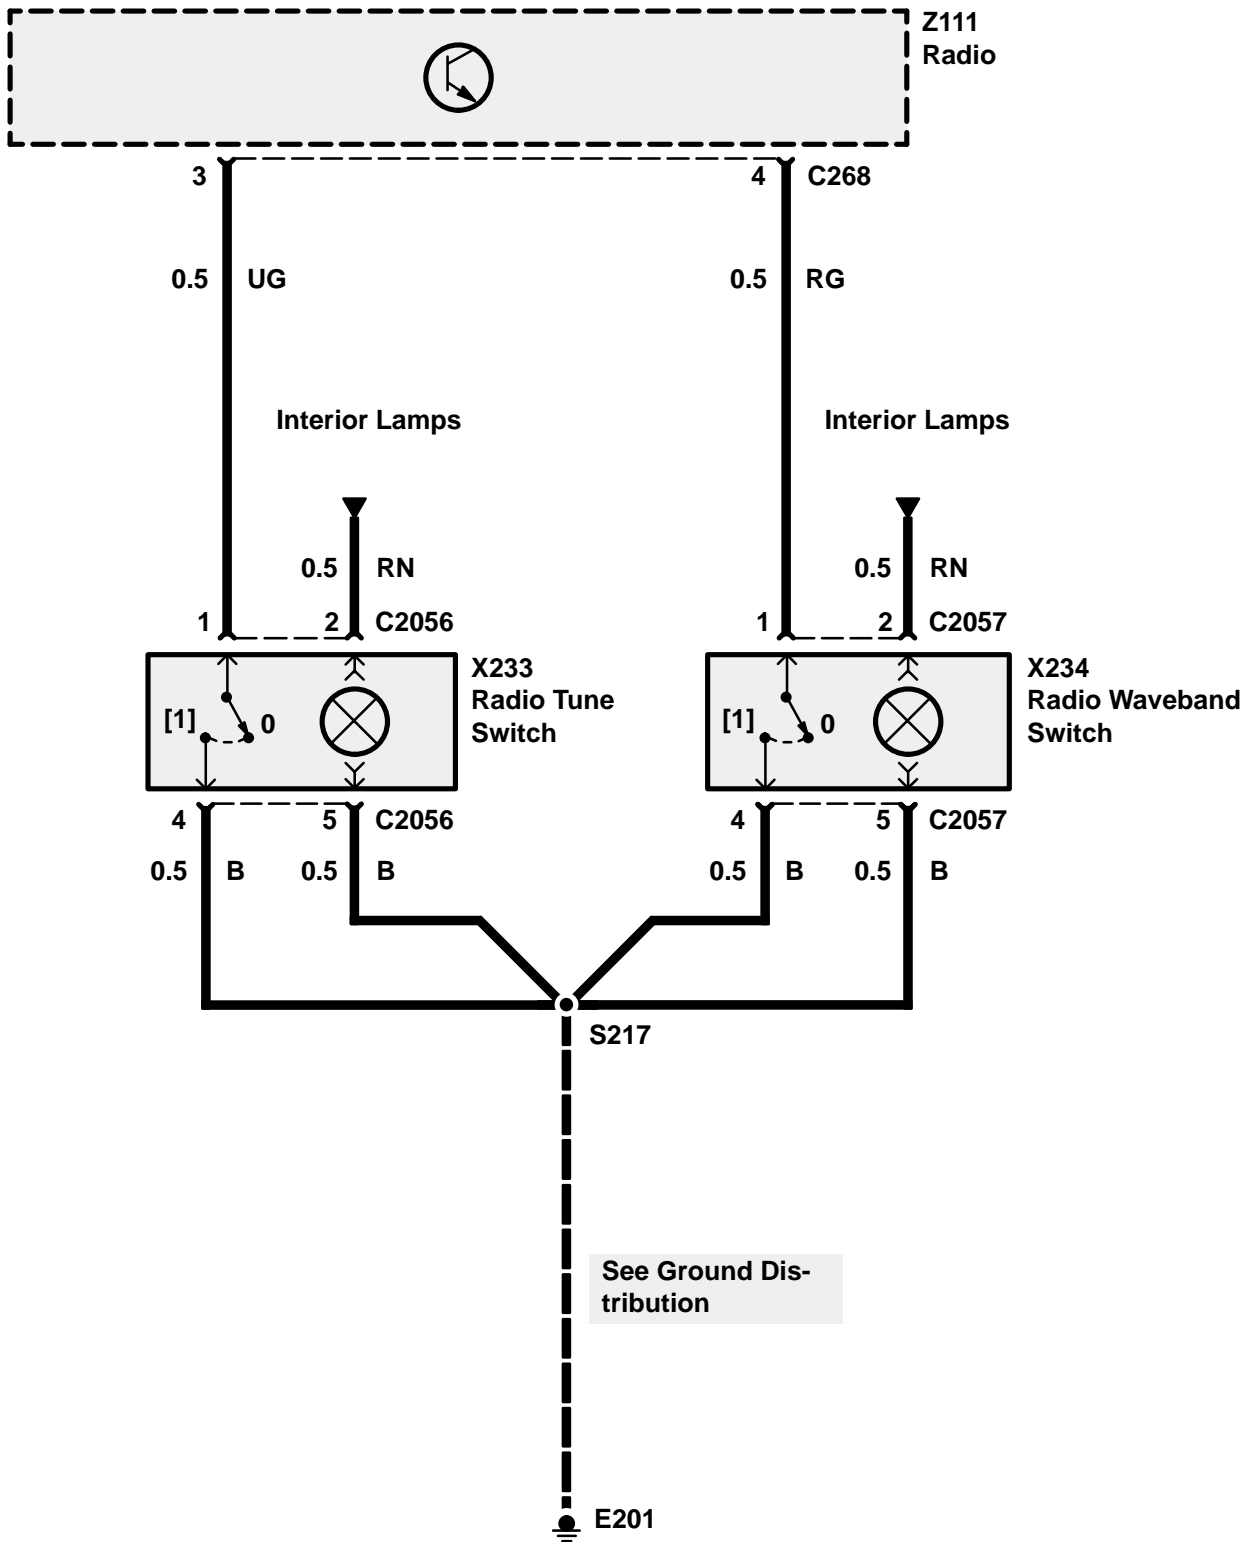 Z111
Radio
3
4 C268
0.5 UG
0.5 RG
Interior Lamps
Interior Lamps
0.5 RN
0.5 RN
1 2 C2056
1 2 C2057
X233
Radio Tune
Switch
[1] 0
X234
Radio Waveband
Switch
[1] 0
4 5 C2056
4 5 C2057
0.5 B 0.5 B
0.5 B 0.5 B
S217
See Ground Dis-
tribution
E201